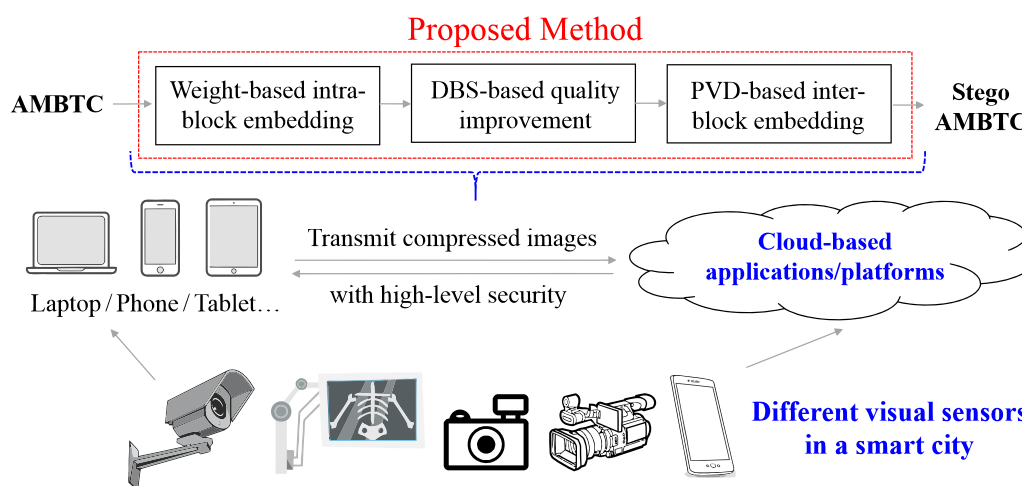 Proposed Method
AMBTC
Weight-based intra-
block embedding
DBS-based quality
improvement
PVD-based inter-
block embedding
Stego
AMBTC
Transmit compressed images
with high-level security
Cloud-based
applications/platforms
Laptop / Phone / Tablet…
Different visual sensors
in a smart city